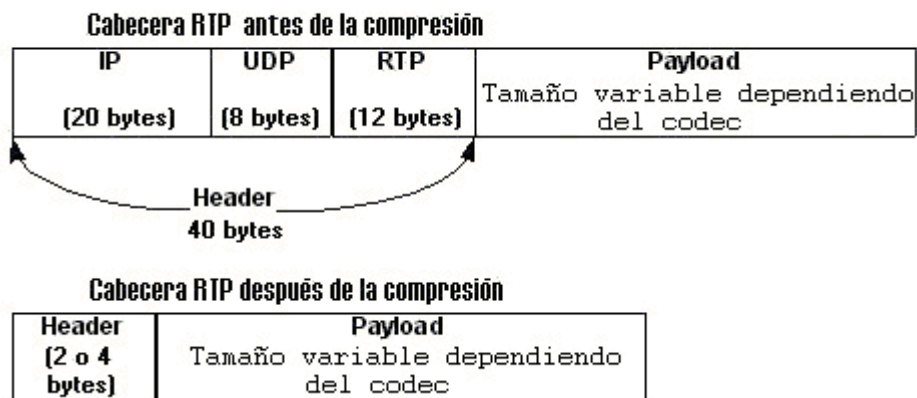 Cabecera RTP antes de la compresión
IP UDP RTP Payload
Tamaño variable dependiendo
(20 bytes) (8 bytes) (12 bytes) del codec
Header
40 bytes
Cabecera RTP después de la compresión
Header Payload
(2 o 4 Tamaño variable dependiendo
bytes) del codec